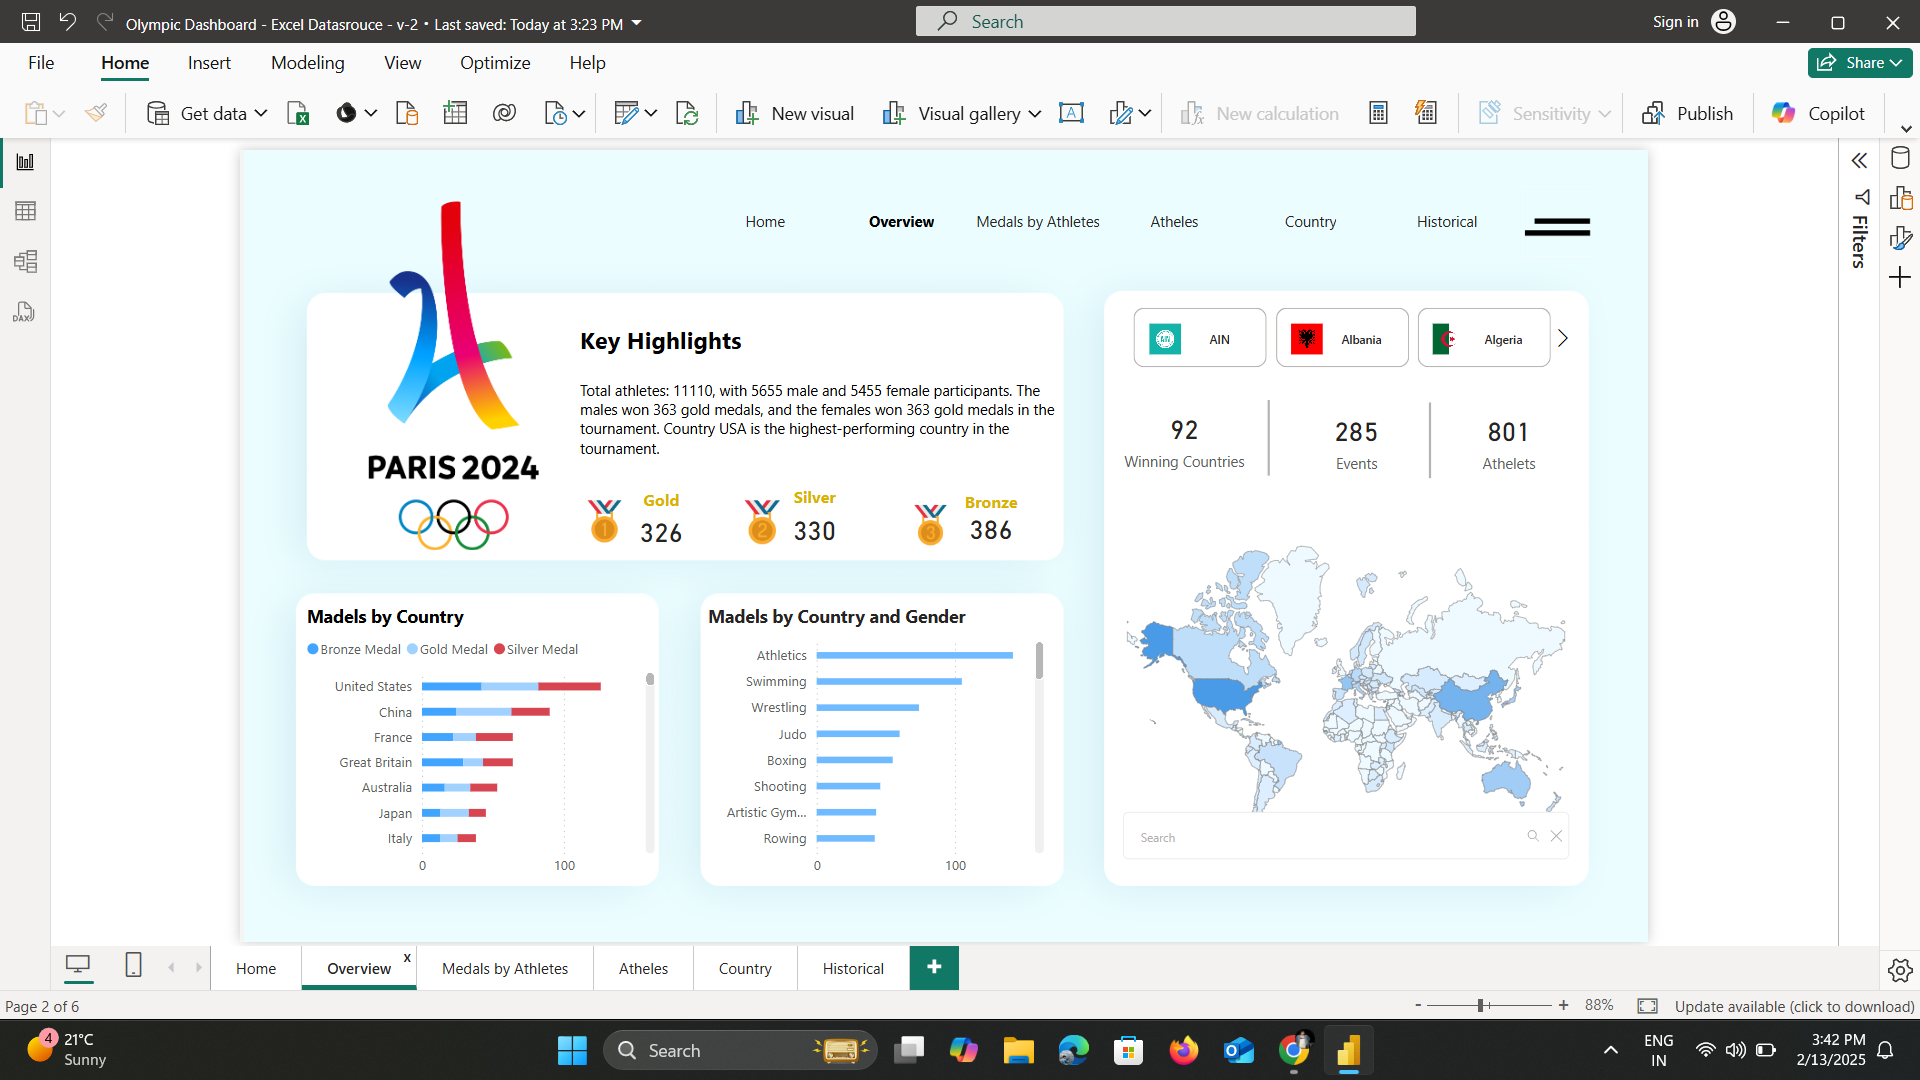 Olympic Dashboard - Excel Datasrouce - v-2 • Last saved: Today at 3:23 PM
Search
Sign in
File
Home
Insert
Modeling
View
Optimize
Help
Share
Get data
New visual
Visual gallery
New calculation
Sensitivity
Publish
Copilot
DAX
Home
Overview
Medals by Athletes
Atheles
Country
Historical
Filters
PARIS 2024
Key Highlights
Total athletes: 11110, with 5655 male and 5455 female participants. The
males won 363 gold medals, and the females won 363 gold medals in the
tournament. Country USA is the highest-performing country in the
tournament.
1
Gold
326
2
Silver
330
3
Bronze
386
AIN
AIN
Albania
Algeria
92
Winning Countries
285
Events
801
Athelets
Search
Madels by Country
Bronze Medal
Gold Medal
Silver Medal
United States
China
France
Great Britain
Australia
Japan
Italy
0
100
Madels by Country and Gender
Athletics
Swimming
Wrestling
Judo
Boxing
Shooting
Artistic Gym...
Rowing
0
100
Home
Overview
x
Medals by Athletes
Atheles
Country
Historical
+
Page 2 of 6
-
+
88%
Update available (click to download)
4
21°C
Sunny
Search
ENG
IN
3:42 PM
2/13/2025